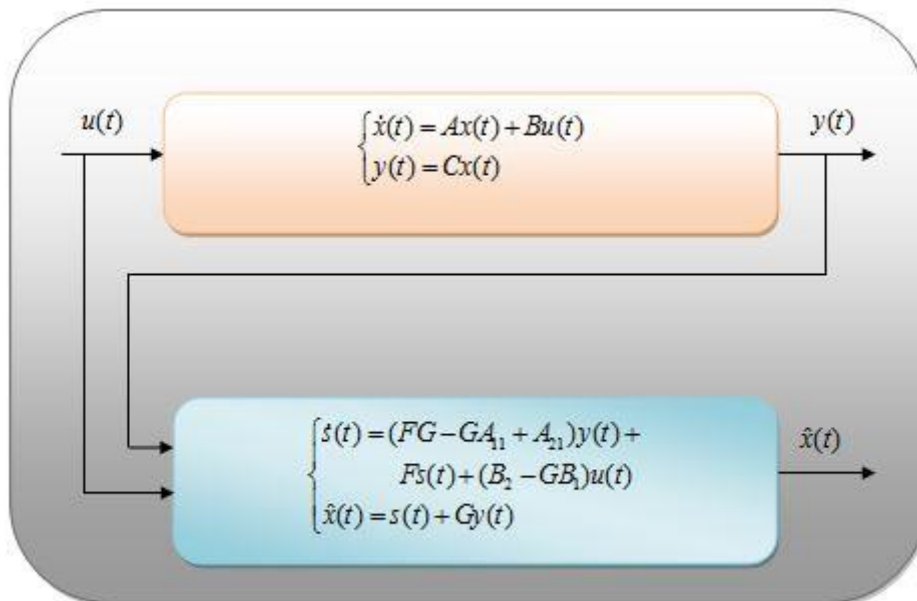 u(t)
ẋ(t) = Ax(t) + Bu(t)
y(t) = Cx(t)
y(t)
ṡ(t) = (FG − GA₁₁ + A₂₁)y(t) +
Fs(t) + (B₂ − GB₁)u(t)
x̂(t) = s(t) + Gy(t)
x̂(t)